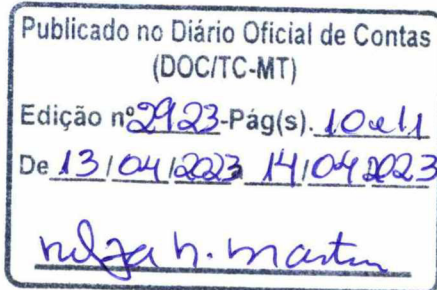 Publicado no Diário Oficial de Contas
(DOC/TC-MT)
Edição nº 2923-Pág(s). 10 e 11
De 13/04/2023 14/04/2023
h. martins